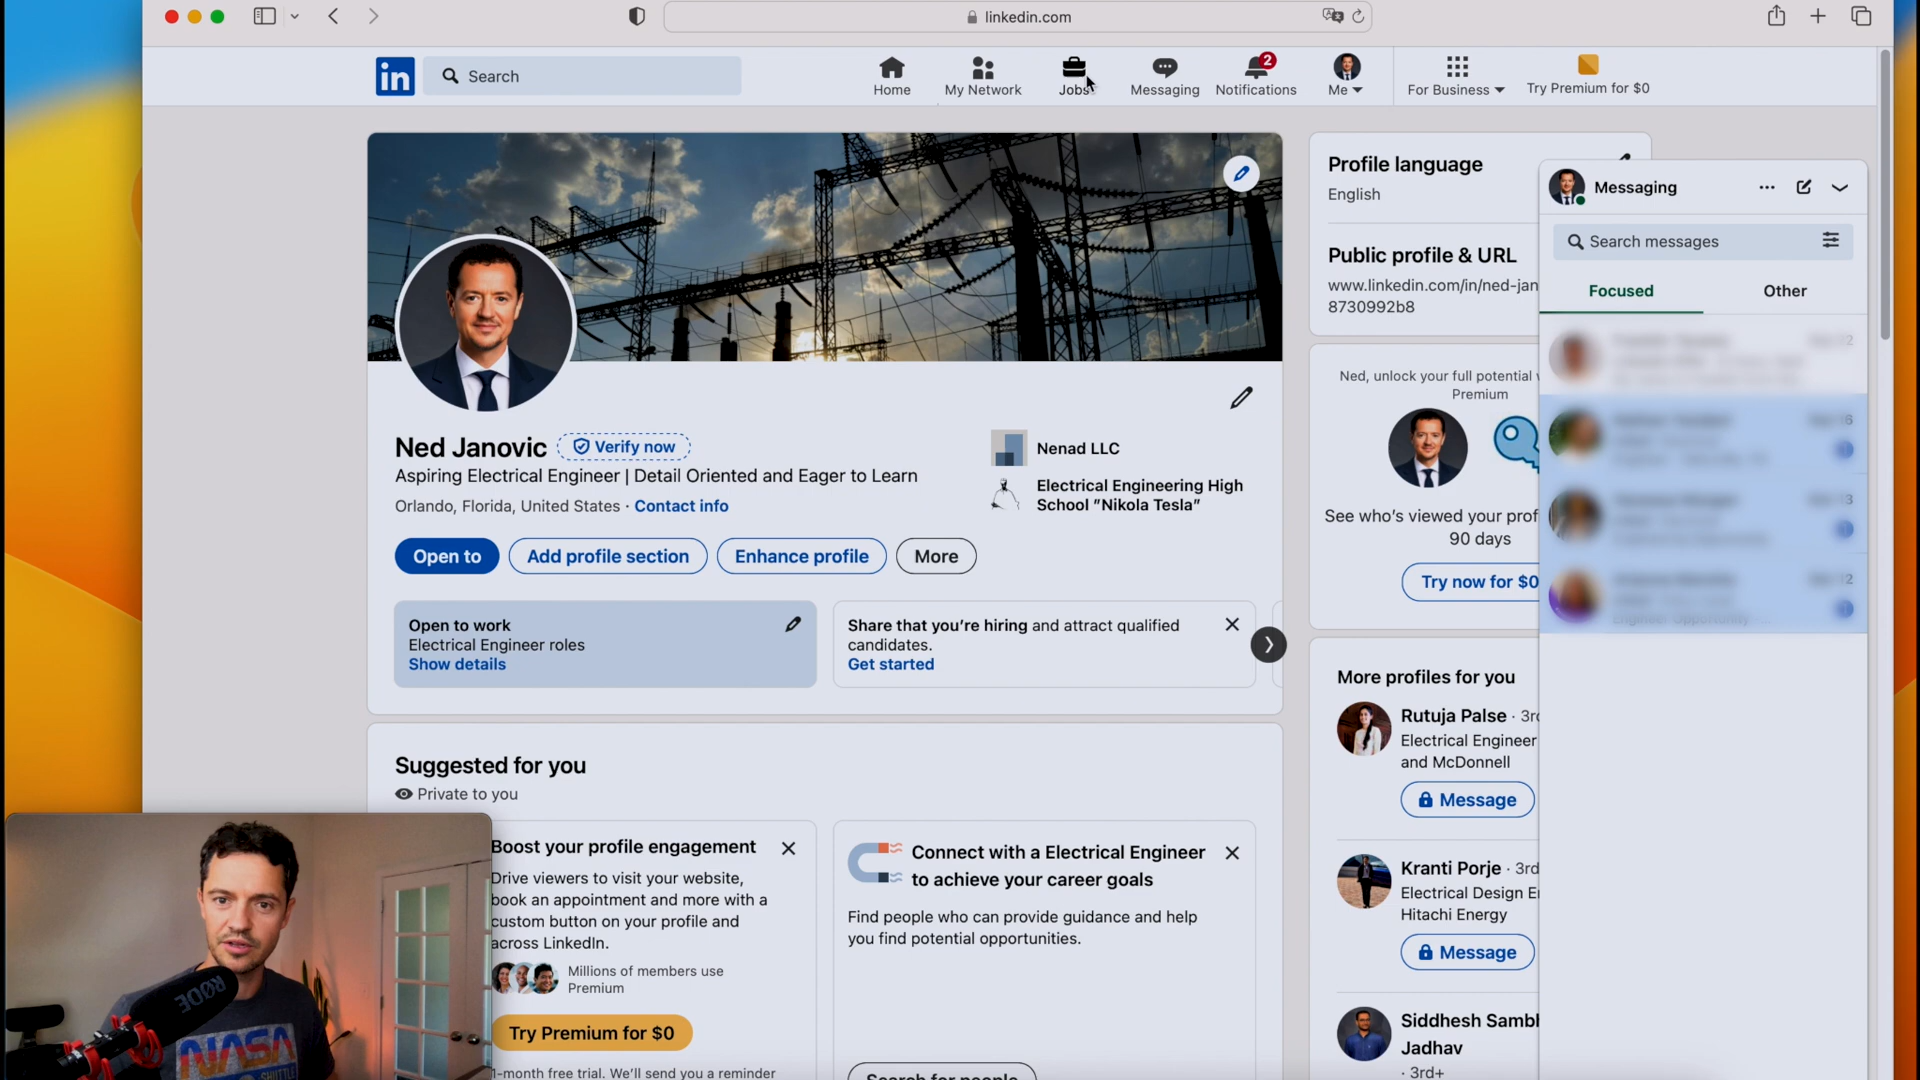 linkedin.com
in
Search
Home
My Network
Jobs
Messaging
Notifications
2
Me
For Business
Try Premium for $0
Ned Janovic
Verify now
Aspiring Electrical Engineer | Detail Oriented and Eager to Learn
Orlando, Florida, United States · Contact info
Nenad LLC
Electrical Engineering High
School "Nikola Tesla"
Open to
Add profile section
Enhance profile
More
Open to work
Electrical Engineer roles
Show details
Share that you're hiring and attract qualified
candidates.
Get started
Suggested for you
Private to you
Boost your profile engagement
Drive viewers to visit your website,
book an appointment and more with a
custom button on your profile and
across LinkedIn.
Millions of members use
Premium
Try Premium for $0
1-month free trial. We'll send you a reminder
Connect with a Electrical Engineer
to achieve your career goals
Find people who can provide guidance and help
you find potential opportunities.
Search for people
Profile language
English
Public profile & URL
www.linkedin.com/in/ned-jan
8730992b8
Ned, unlock your full potential
Premium
See who's viewed your prof
90 days
Try now for $0
More profiles for you
Rutuja Palse · 3r
Electrical Engineer
and McDonnell
Message
Kranti Porje · 3rd
Electrical Design E
Hitachi Energy
Message
Siddhesh Samb
Jadhav
· 3rd+
Messaging
Search messages
Focused
Other
RØDE
NASA
SHUTTLE